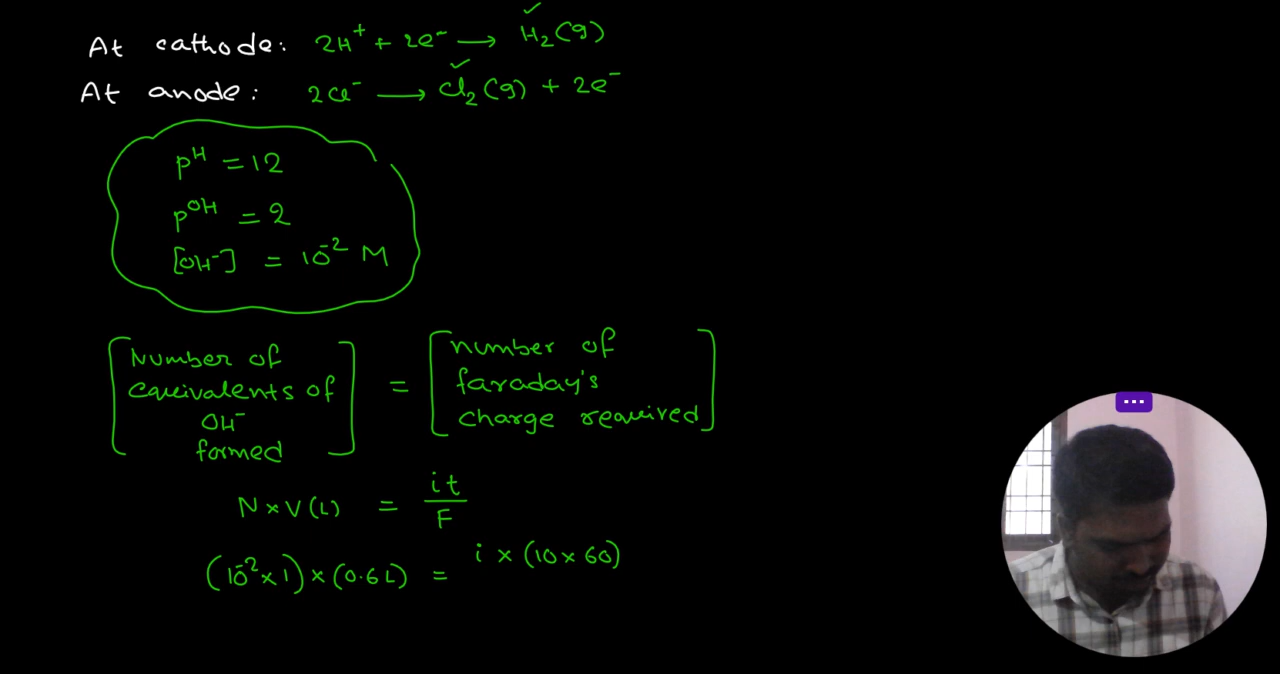 At cathode: 2H⁺ + 2e⁻ ⟶ H₂(g)
At anode: 2Cl⁻ ⟶ Cl₂(g) + 2e⁻
pH = 12
pOH = 2
[OH⁻] = 10⁻² M
[Number of equivalents of OH⁻ formed] = [number of faraday's charge required]
N × V(L) = it/F
(10⁻² × 1) × (0.6L) = i × (10 × 60)